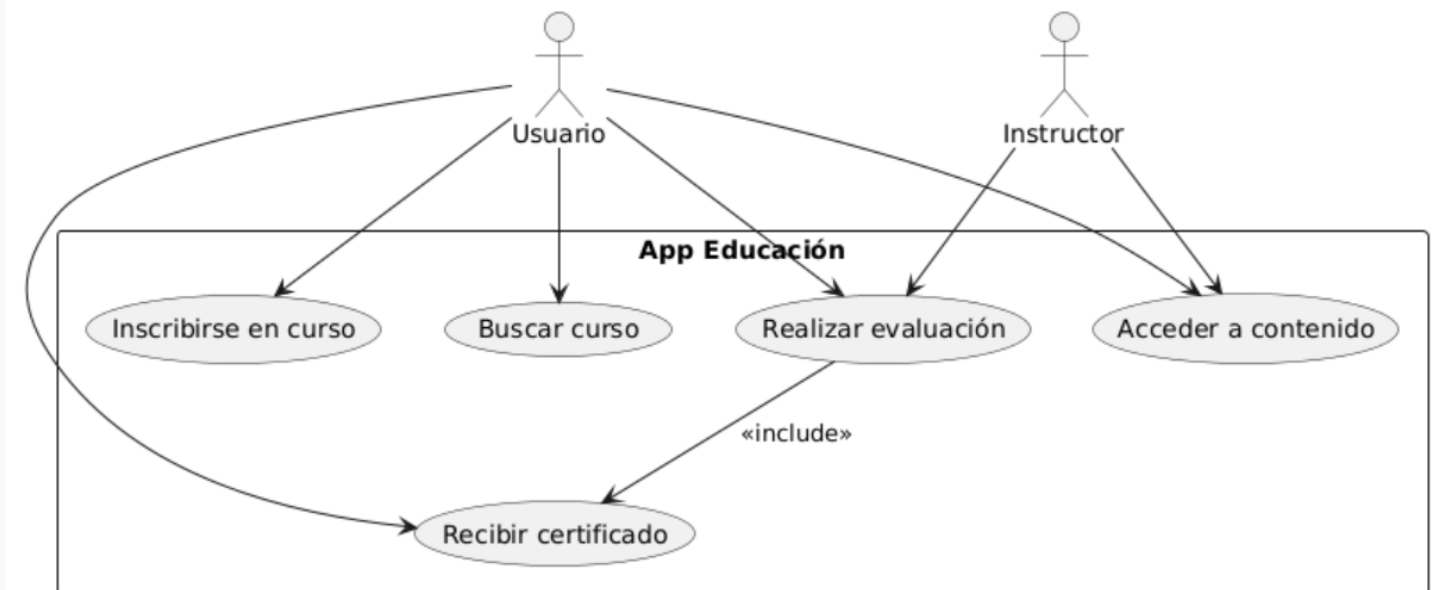 Usuario
Instructor
App Educación
Inscribirse en curso
Buscar curso
Realizar evaluación
Acceder a contenido
«include»
Recibir certificado